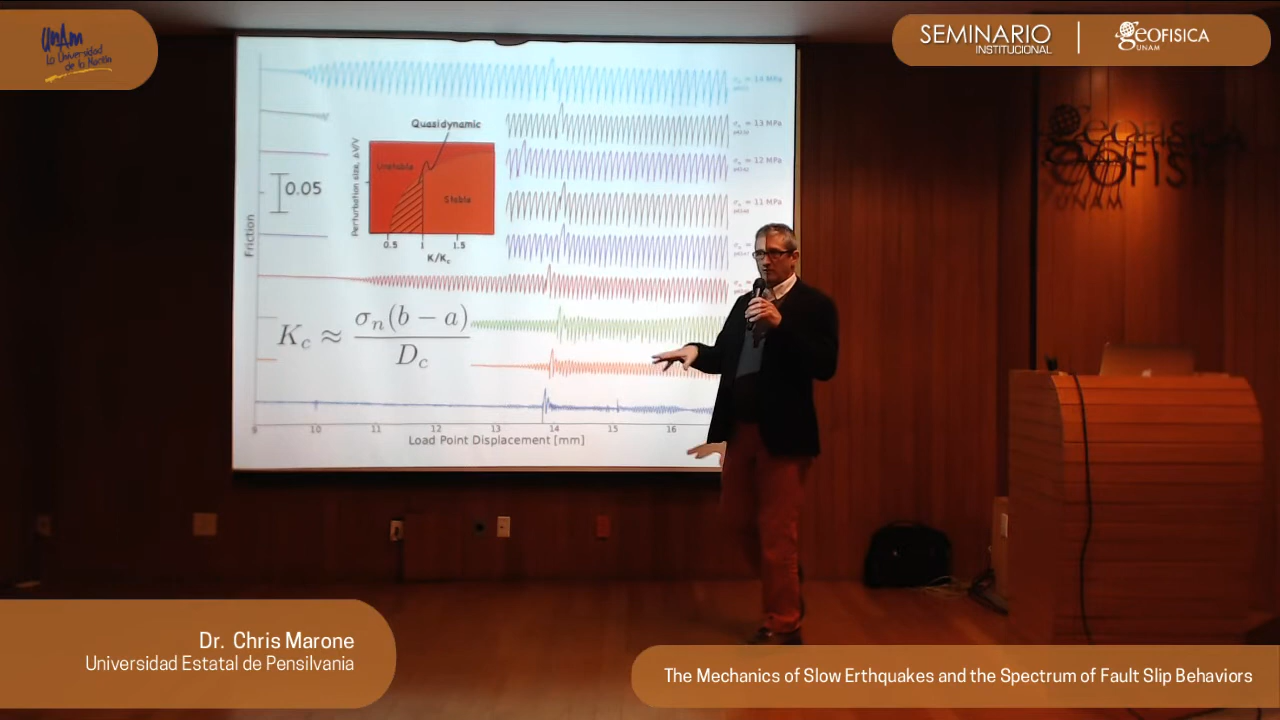 UNAM
La Universidad
de la Nación
SEMINARIO
INSTITUCIONAL
GEOFISICA
UNAM
Geofísica
UNAM
σn = 14 MPa
Quasidynamic
σn = 13 MPa
Perturbation size, ΔV/V
Unstable
σn = 12 MPa
0.05
Stable
σn = 11 MPa
Friction
0.5 1 1.5
K/Kc
Kc ≈ σn(b − a)
Dc
9 10 11 12 13 14 15 16
Load Point Displacement [mm]
Dr. Chris Marone
Universidad Estatal de Pensilvania
The Mechanics of Slow Erthquakes and the Spectrum of Fault Slip Behaviors